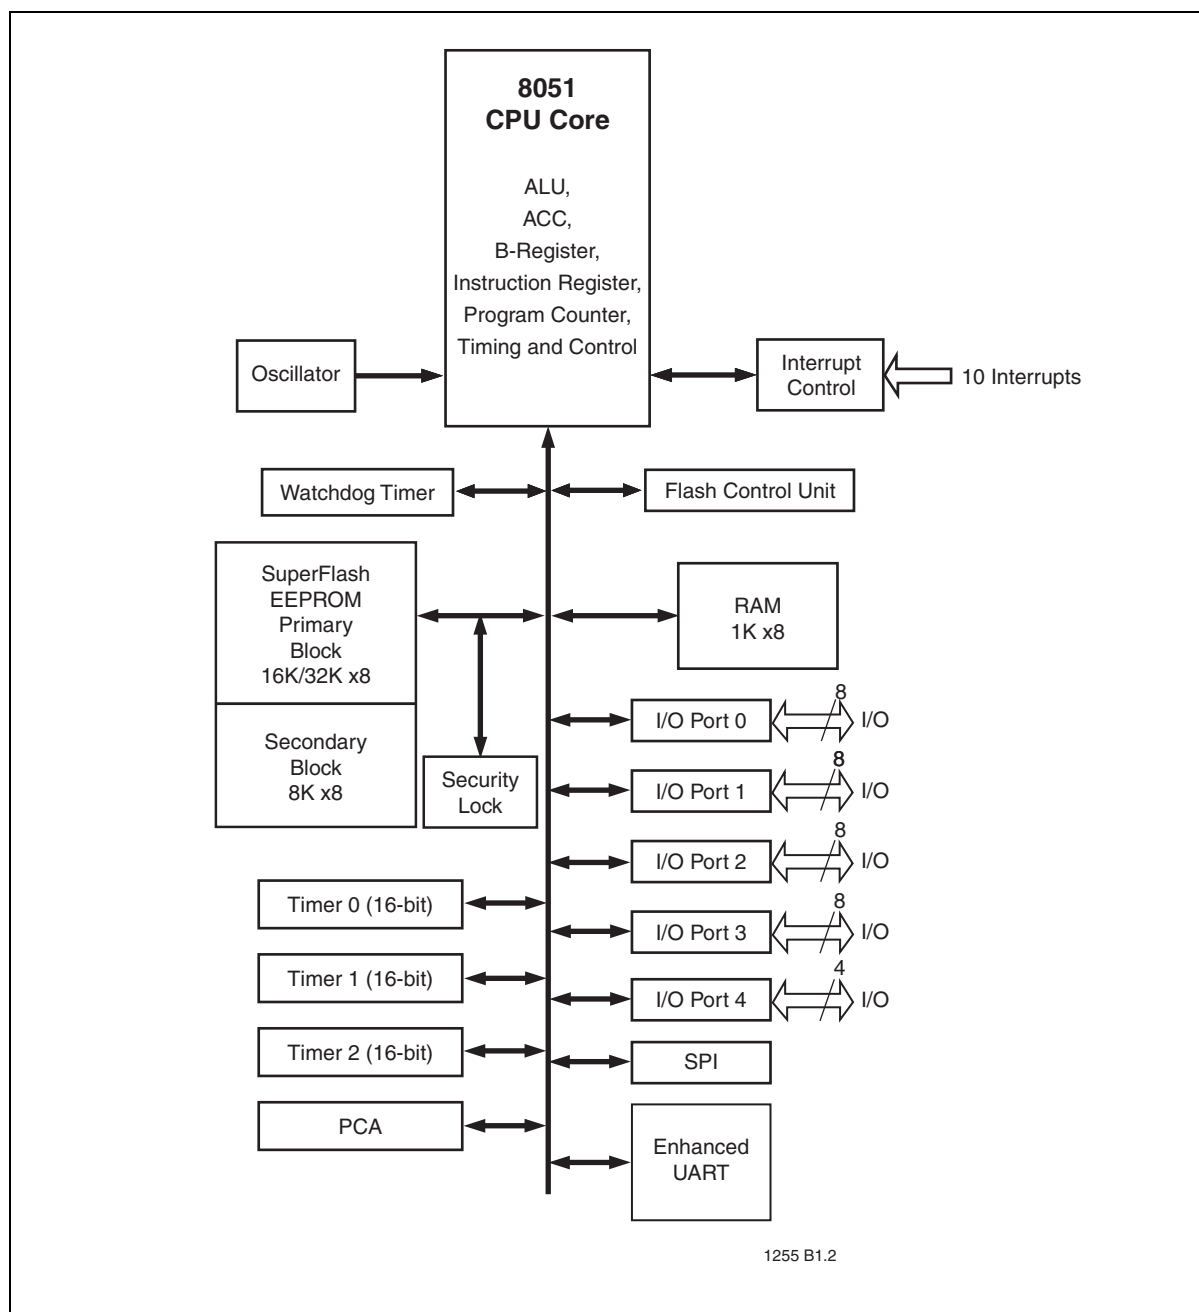 8051
CPU Core
ALU,
ACC,
B-Register,
Instruction Register,
Program Counter,
Timing and Control
Oscillator
Interrupt
Control
10 Interrupts
Watchdog Timer
Flash Control Unit
SuperFlash
EEPROM
Primary
Block
16K/32K x8
RAM
1K x8
Secondary
Block
8K x8
Security
Lock
8
I/O Port 0
I/O
8
I/O Port 1
I/O
8
I/O Port 2
I/O
8
I/O Port 3
I/O
4
I/O Port 4
I/O
Timer 0 (16-bit)
Timer 1 (16-bit)
Timer 2 (16-bit)
SPI
PCA
Enhanced
UART
1255 B1.2